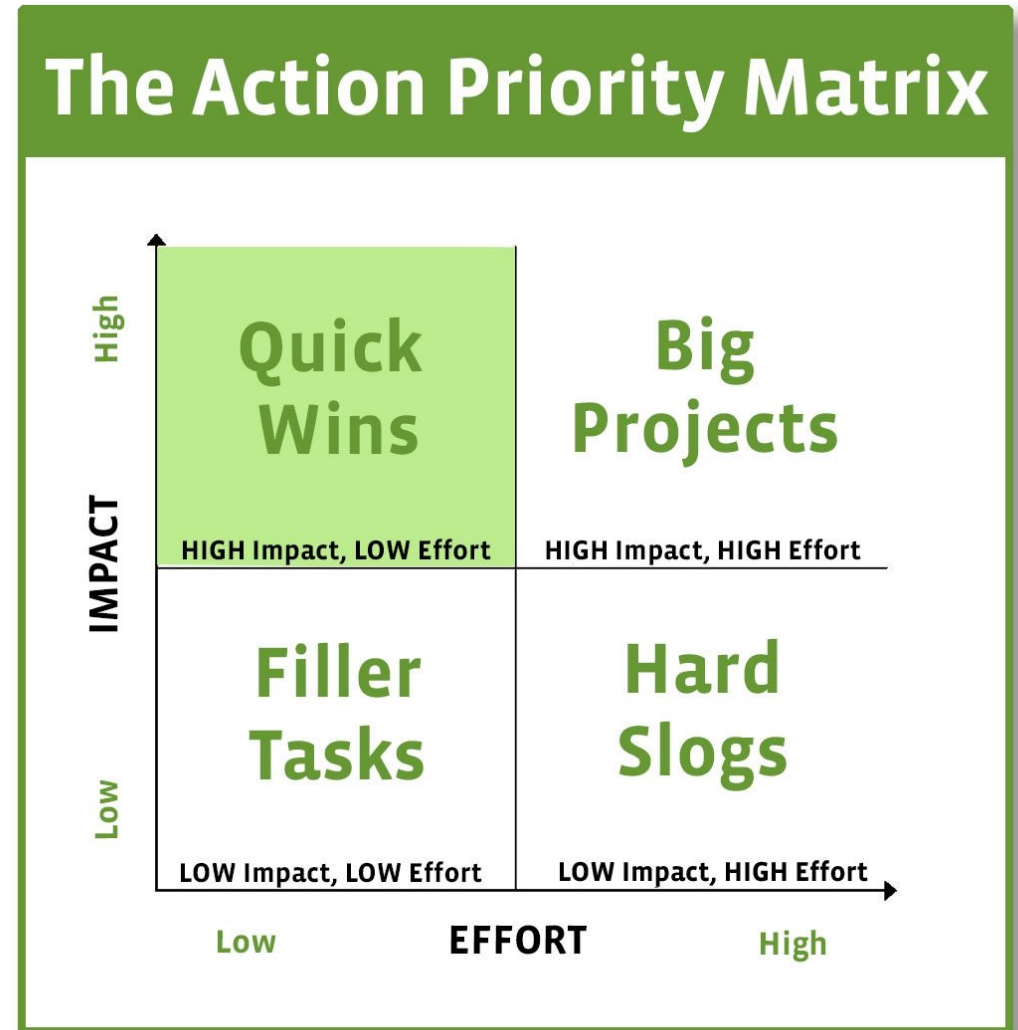 The Action Priority Matrix
High
IMPACT
Low
Quick
Wins
HIGH Impact, LOW Effort
Big
Projects
HIGH Impact, HIGH Effort
Filler
Tasks
LOW Impact, LOW Effort
Hard
Slogs
LOW Impact, HIGH Effort
Low
EFFORT
High